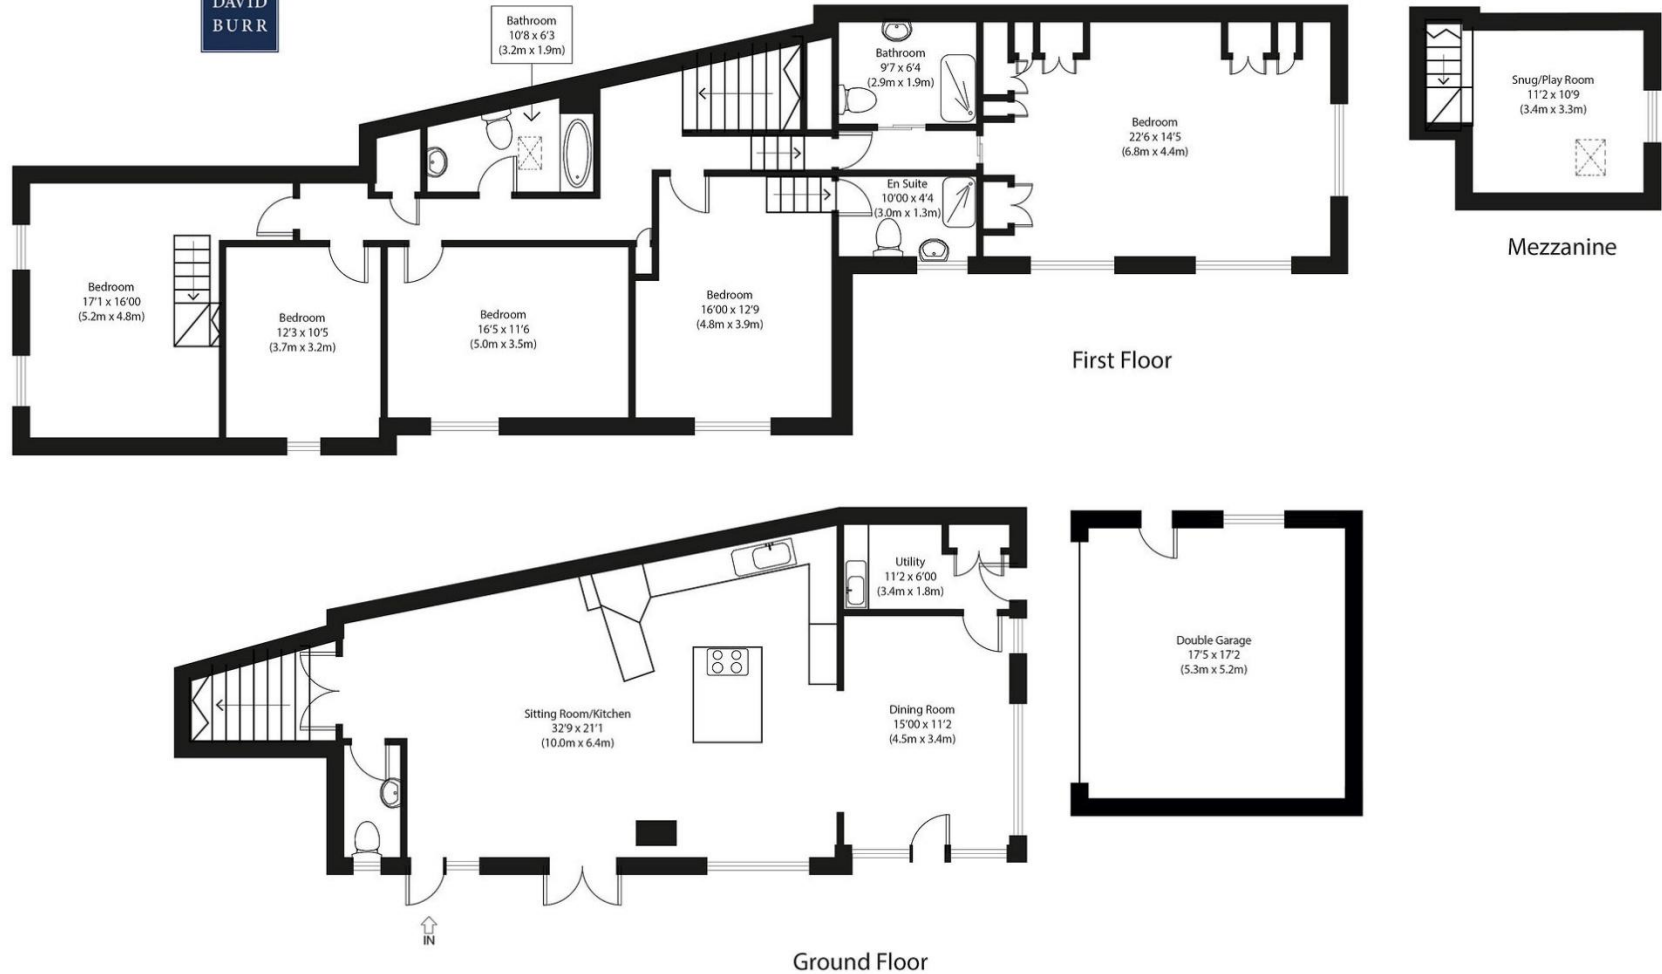 DAVID
BURR
Bathroom
10'8 x 6'3
(3.2m x 1.9m)
Bathroom
9'7 x 6'4
(2.9m x 1.9m)
Bedroom
22'6 x 14'5
(6.8m x 4.4m)
Snug/Play Room
11'2 x 10'9
(3.4m x 3.3m)
En Suite
10'00 x 4'4
(3.0m x 1.3m)
Mezzanine
Bedroom
17'1 x 16'00
(5.2m x 4.8m)
Bedroom
12'3 x 10'5
(3.7m x 3.2m)
Bedroom
16'5 x 11'6
(5.0m x 3.5m)
Bedroom
16'00 x 12'9
(4.8m x 3.9m)
First Floor
Utility
11'2 x 6'00
(3.4m x 1.8m)
Double Garage
17'5 x 17'2
(5.3m x 5.2m)
Sitting Room/Kitchen
32'9 x 21'1
(10.0m x 6.4m)
Dining Room
15'00 x 11'2
(4.5m x 3.4m)
IN
Ground Floor